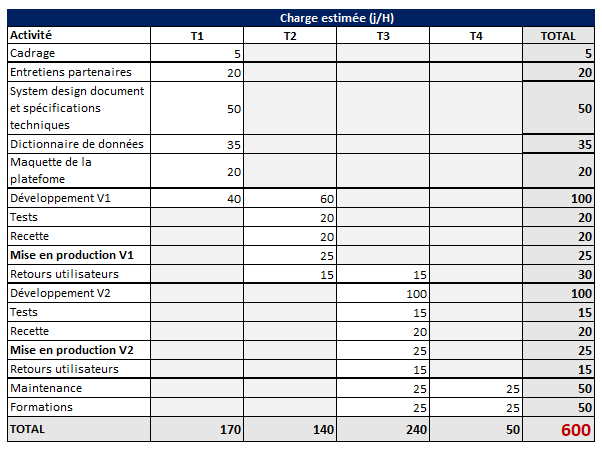 Charge estimée (j/H)
Activité T1 T2 T3 T4 TOTAL
Cadrage 5 5
Entretiens partenaires 20 20
System design document
et spécifications
techniques 50 50
Dictionnaire de données 35 35
Maquette de la
platefome 20 20
Développement V1 40 60 100
Tests 20 20
Recette 20 20
Mise en production V1 25 25
Retours utilisateurs 15 15 30
Développement V2 100 100
Tests 15 15
Recette 20 20
Mise en production V2 25 25
Retours utilisateurs 15 15
Maintenance 25 25 50
Formations 25 25 50
TOTAL 170 140 240 50 600